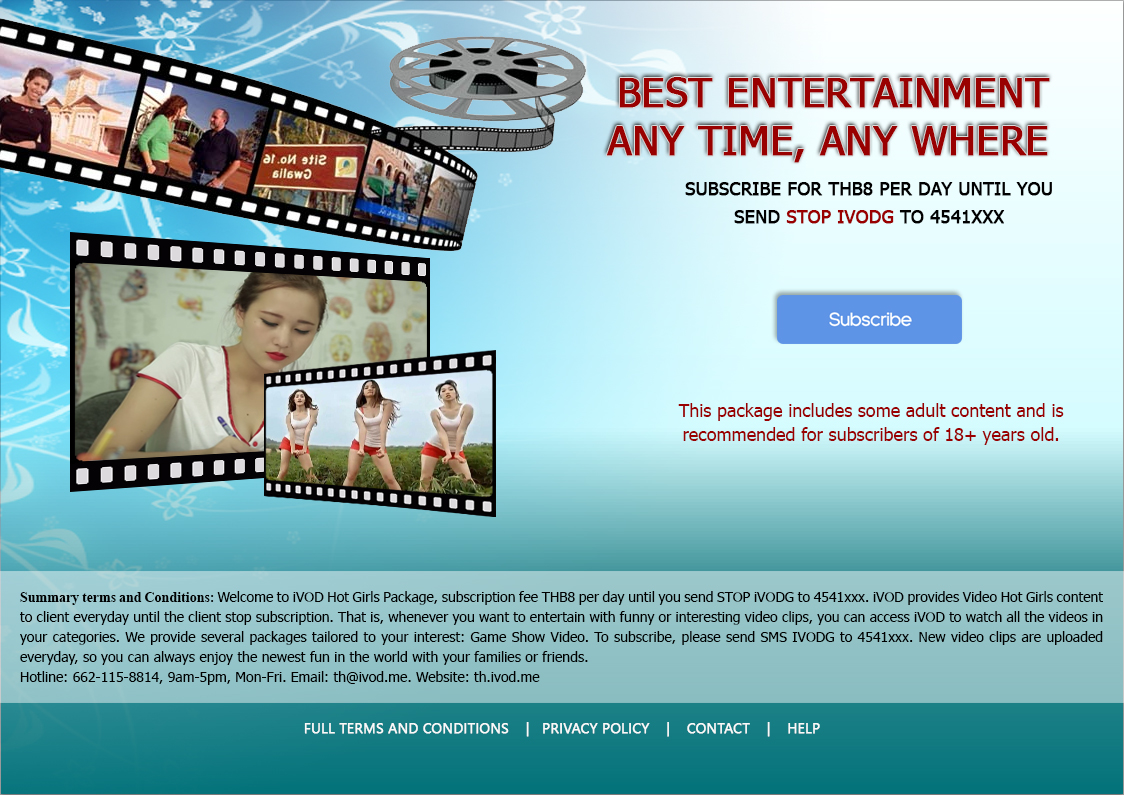 BEST ENTERTAINMENT
ANY TIME, ANY WHERE
SUBSCRIBE FOR THB8 PER DAY UNTIL YOU
SEND STOP IVODG TO 4541XXX
Site No. 16
Gwalia
Subscribe
This package includes some adult content and is
recommended for subscribers of 18+ years old.
Summary terms and Conditions: Welcome to iVOD Hot Girls Package, subscription fee THB8 per day until you send STOP iVODG to 4541xxx. iVOD provides Video Hot Girls content
to client everyday until the client stop subscription. That is, whenever you want to entertain with funny or interesting video clips, you can access iVOD to watch all the videos in
your categories. We provide several packages tailored to your interest: Game Show Video. To subscribe, please send SMS IVODG to 4541xxx. New video clips are uploaded
everyday, so you can always enjoy the newest fun in the world with your families or friends.
Hotline: 662-115-8814, 9am-5pm, Mon-Fri. Email: th@ivod.me. Website: th.ivod.me
FULL TERMS AND CONDITIONS | PRIVACY POLICY | CONTACT | HELP